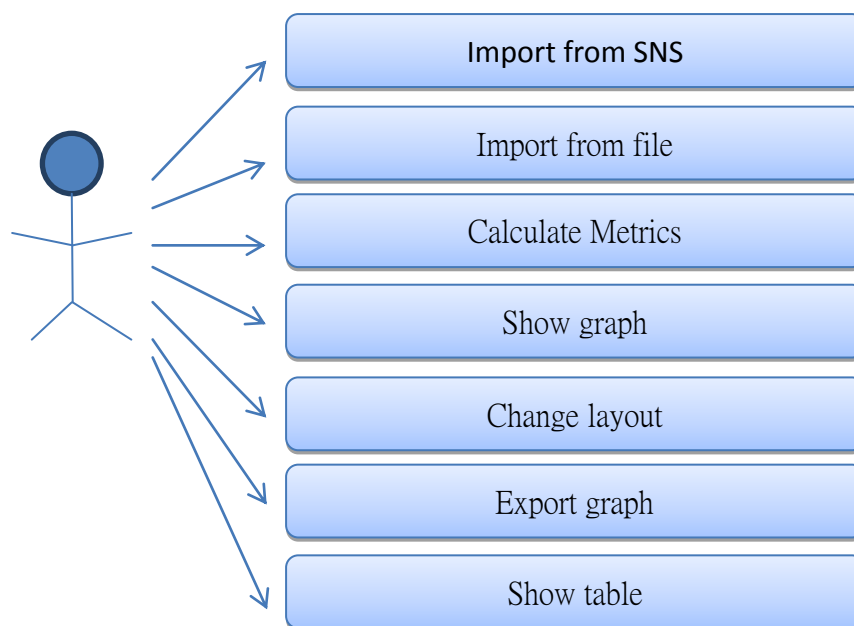 Import from SNS
Import from file
Calculate Metrics
Show graph
Change layout
Export graph
Show table